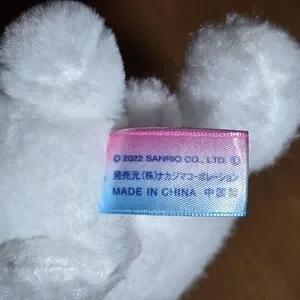 © 2022 SANRIO CO., LTD. Ⓛ
発売元(株)ナカジマコーポレーション
MADE IN CHINA 中国製